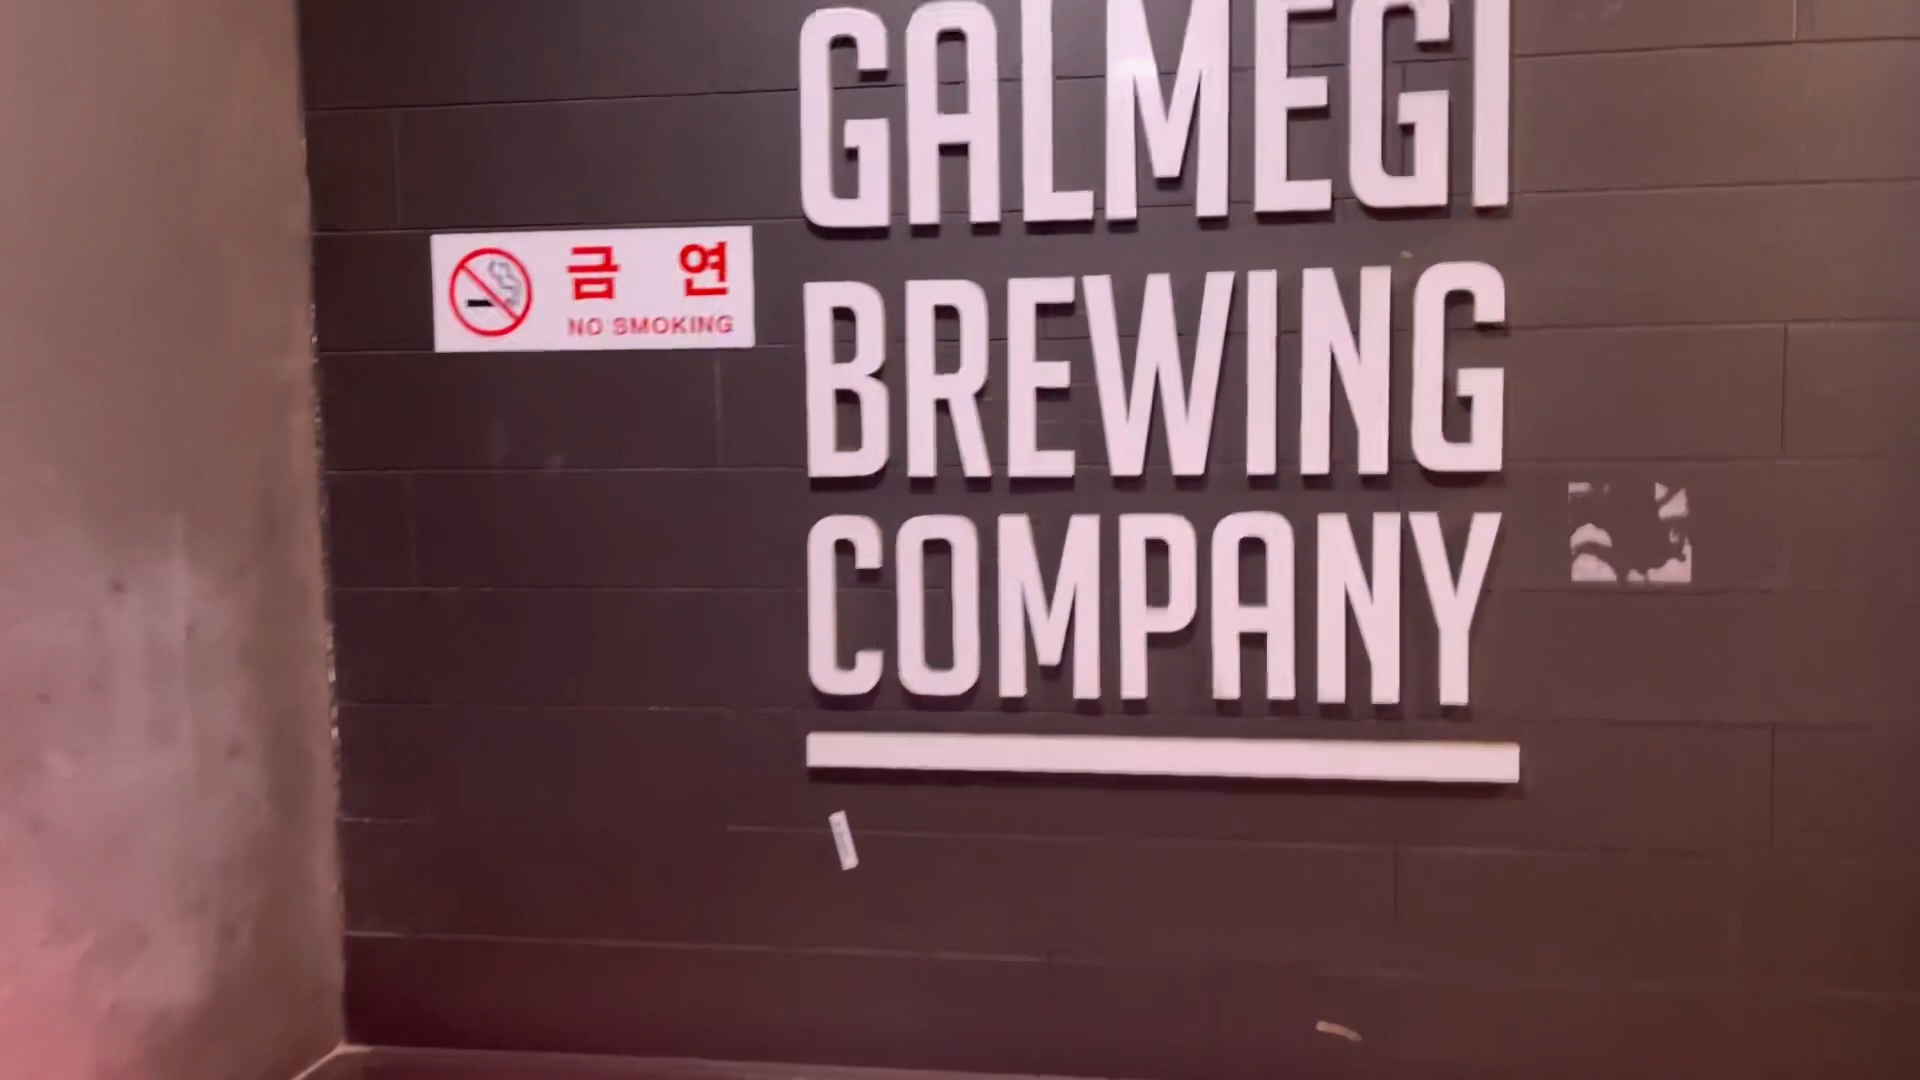 GALMEGI
BREWING
COMPANY
금 연
NO SMOKING